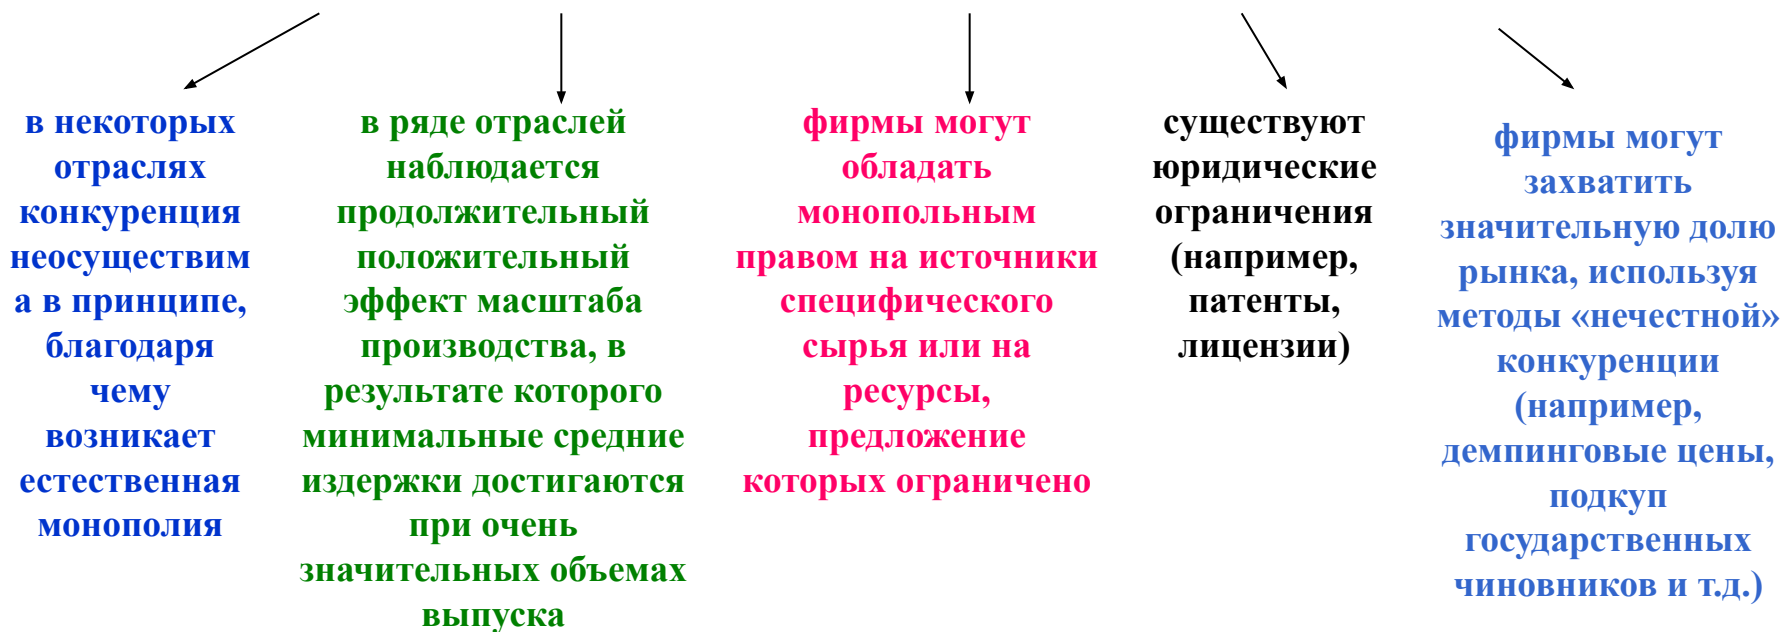 в некоторых
отраслях
конкуренция
неосуществим
а в принципе,
благодаря
чему
возникает
естественная
монополия
в ряде отраслей
наблюдается
продолжительный
положительный
эффект масштаба
производства, в
результате которого
минимальные средние
издержки достигаются
при очень
значительных объемах
выпуска
фирмы могут
обладать
монопольным
правом на источники
специфического
сырья или на
ресурсы,
предложение
которых ограничено
существуют
юридические
ограничения
(например,
патенты,
лицензии)
фирмы могут
захватить
значительную долю
рынка, используя
методы «нечестной»
конкуренции
(например,
демпинговые цены,
подкуп
государственных
чиновников и т.д.)